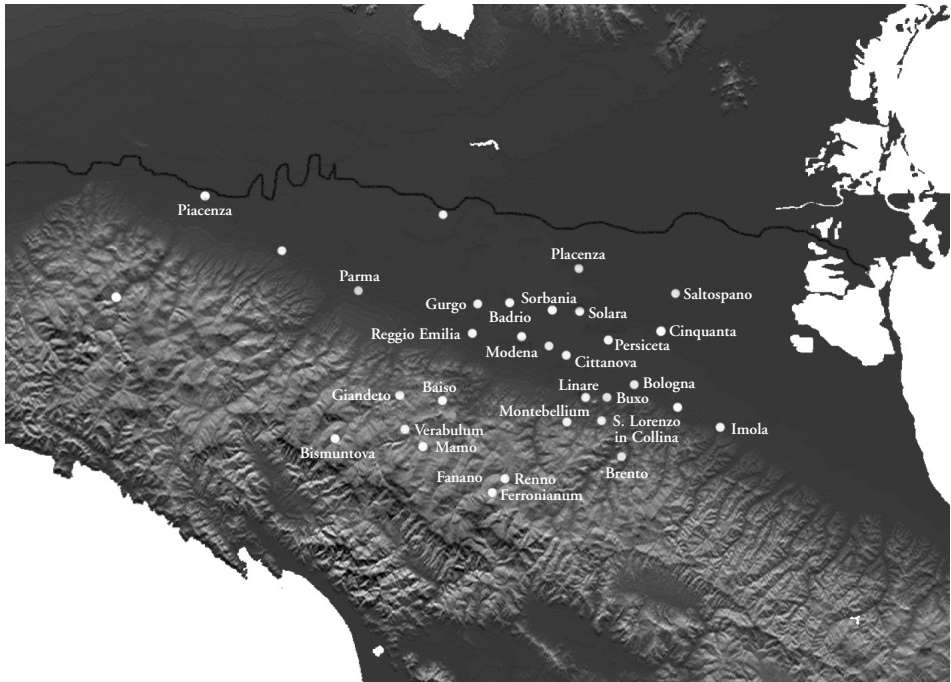 Piacenza
Placenza
Parma
Saltospano
Gurgo
Sorbania
Badrio
Solara
Reggio Emilia
Cinquanta
Persiceta
Modena
Cittanova
Linare
Bologna
Giandeto
Baiso
Buxo
Montebellium
S. Lorenzo
in Collina
Imola
Verabulum
Bismuntova
Mamo
Brento
Fanano
Renno
Ferronianum